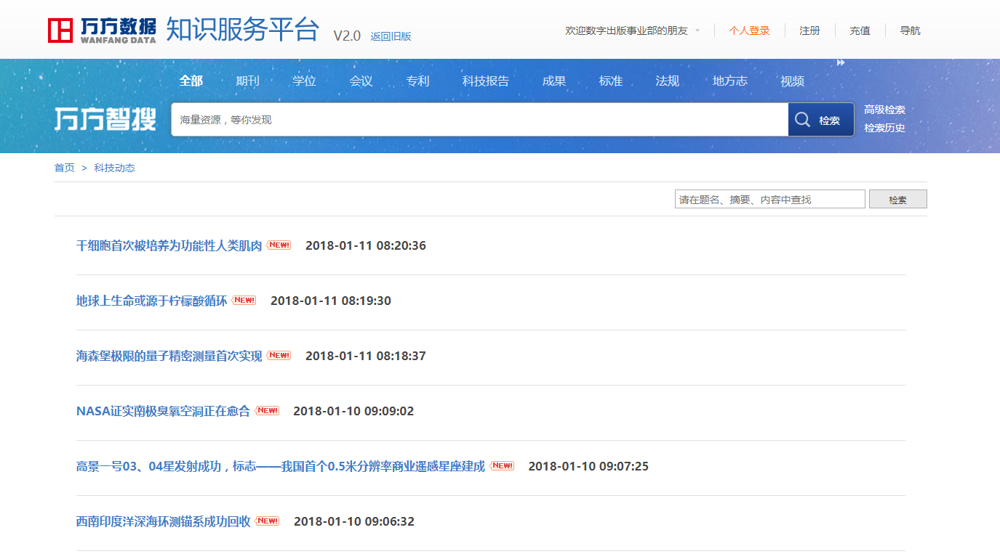 万方数据 WANFANG DATA 知识服务平台 V2.0 返回旧版 欢迎数字出版事业部的朋友 个人登录 注册 充值 导航
全部 期刊 学位 会议 专利 科技报告 成果 标准 法规 地方志 视频
万方智搜 海量资源，等你发现 检索 高级检索
检索历史
首页 > 科技动态
请在题名、摘要、内容中查找 检索
干细胞首次被培养为功能性人类肌肉 NEW! 2018-01-11 08:20:36
地球上生命或源于柠檬酸循环 NEW! 2018-01-11 08:19:30
海森堡极限的量子精密测量首次实现 NEW! 2018-01-11 08:18:37
NASA证实南极臭氧空洞正在愈合 NEW! 2018-01-10 09:09:02
高景一号03、04星发射成功，标志——我国首个0.5米分辨率商业遥感星座建成 NEW! 2018-01-10 09:07:25
西南印度洋深海环测锚系成功回收 NEW! 2018-01-10 09:06:32